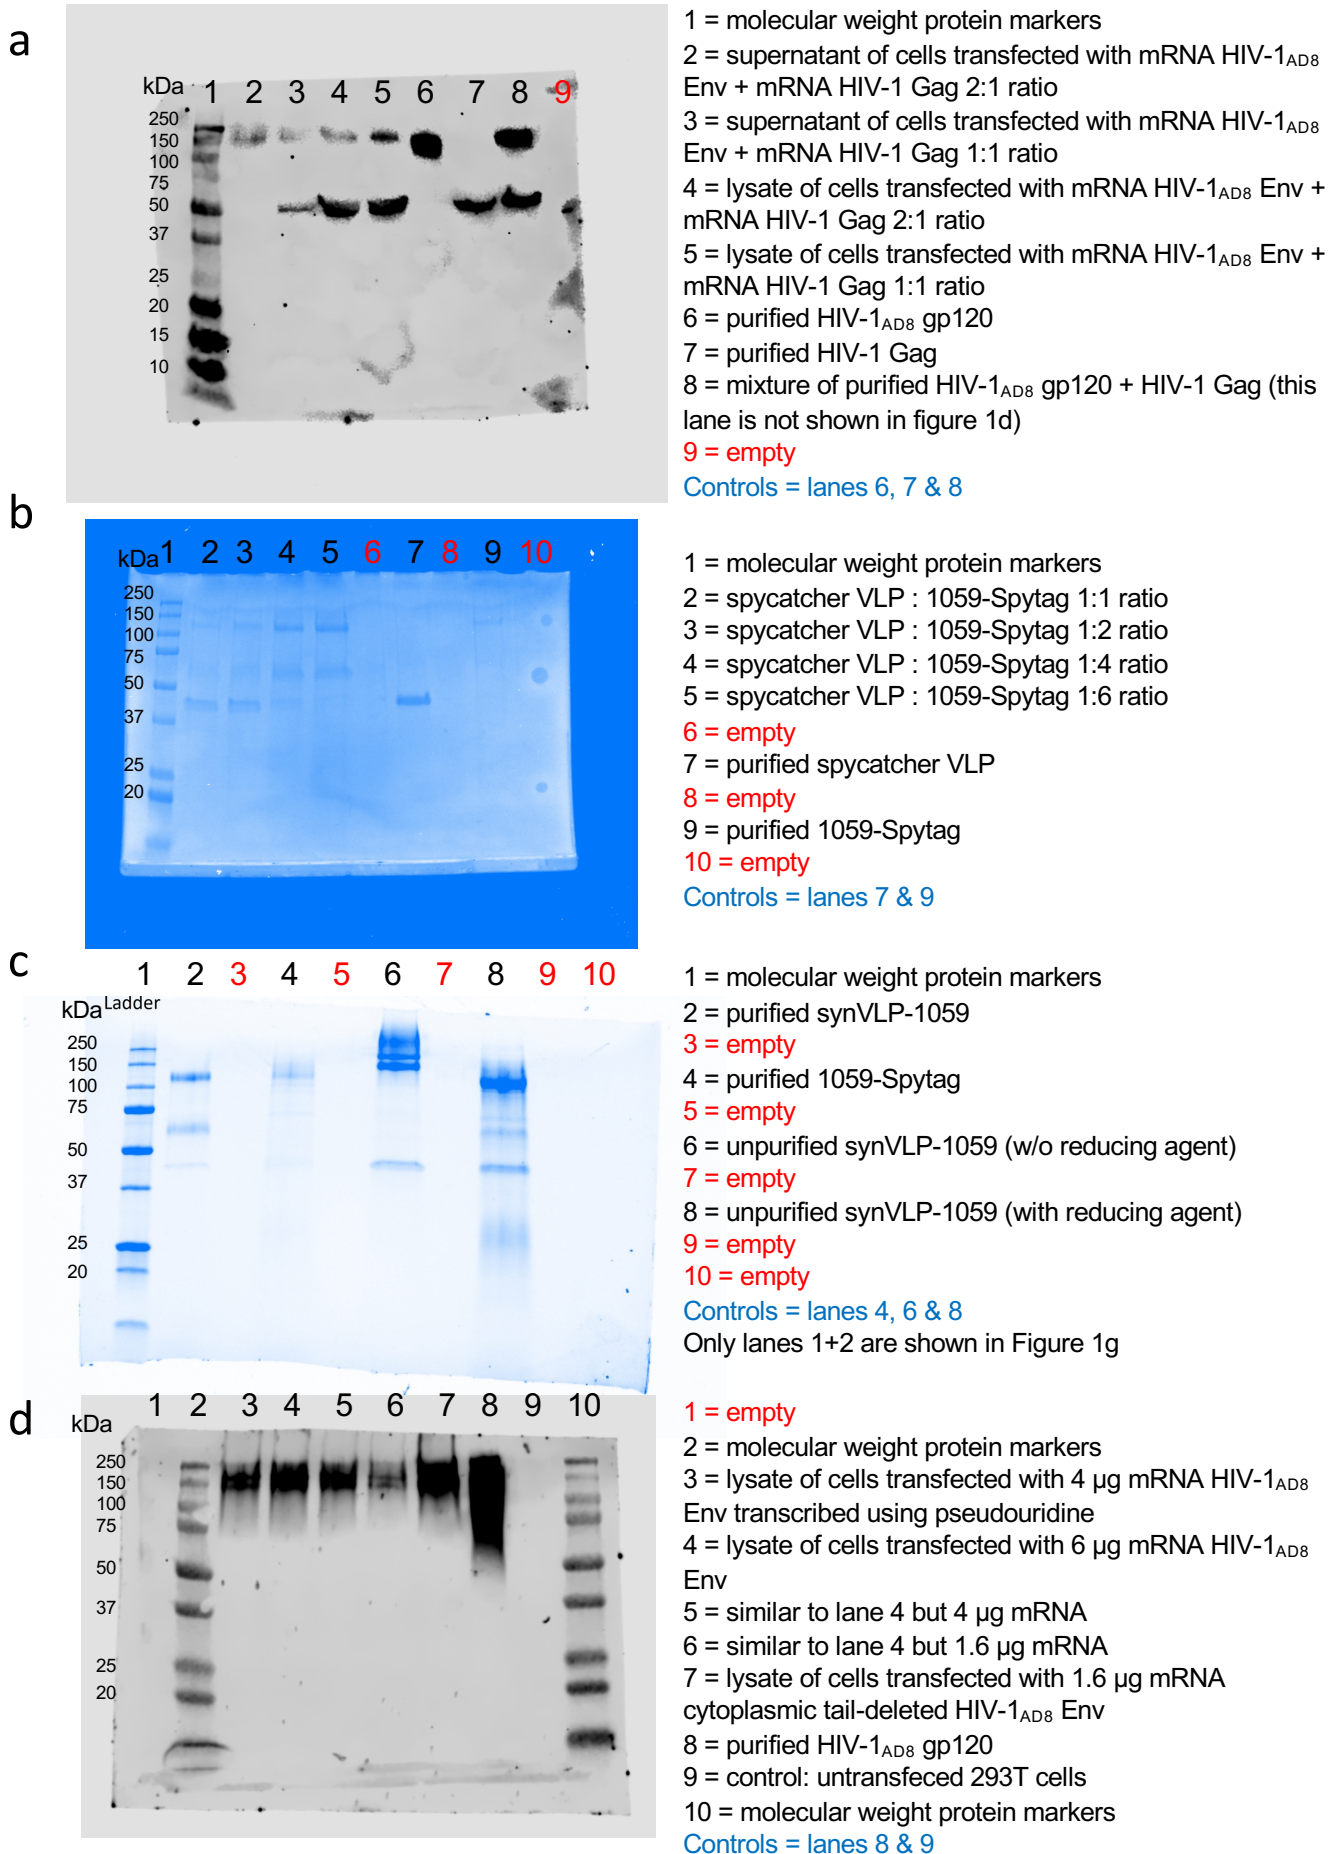 a
kDa 1 2 3 4 5 6 7 8 9
250
150
100
75
50
37
25
20
15
10
1 = molecular weight protein markers
2 = supernatant of cells transfected with mRNA HIV-1AD8
Env + mRNA HIV-1 Gag 2:1 ratio
3 = supernatant of cells transfected with mRNA HIV-1AD8
Env + mRNA HIV-1 Gag 1:1 ratio
4 = lysate of cells transfected with mRNA HIV-1AD8 Env +
mRNA HIV-1 Gag 2:1 ratio
5 = lysate of cells transfected with mRNA HIV-1AD8 Env +
mRNA HIV-1 Gag 1:1 ratio
6 = purified HIV-1AD8 gp120
7 = purified HIV-1 Gag
8 = mixture of purified HIV-1AD8 gp120 + HIV-1 Gag (this
lane is not shown in figure 1d)
9 = empty
Controls = lanes 6, 7 & 8
b
kDa 1 2 3 4 5 6 7 8 9 10
250
150
100
75
50
37
25
20
1 = molecular weight protein markers
2 = spycatcher VLP : 1059-Spytag 1:1 ratio
3 = spycatcher VLP : 1059-Spytag 1:2 ratio
4 = spycatcher VLP : 1059-Spytag 1:4 ratio
5 = spycatcher VLP : 1059-Spytag 1:6 ratio
6 = empty
7 = purified spycatcher VLP
8 = empty
9 = purified 1059-Spytag
10 = empty
Controls = lanes 7 & 9
c
1 2 3 4 5 6 7 8 9 10
kDa Ladder
250
150
100
75
50
37
25
20
1 = molecular weight protein markers
2 = purified synVLP-1059
3 = empty
4 = purified 1059-Spytag
5 = empty
6 = unpurified synVLP-1059 (w/o reducing agent)
7 = empty
8 = unpurified synVLP-1059 (with reducing agent)
9 = empty
10 = empty
Controls = lanes 4, 6 & 8
Only lanes 1+2 are shown in Figure 1g
d
kDa 1 2 3 4 5 6 7 8 9 10
250
150
100
75
50
37
25
20
1 = empty
2 = molecular weight protein markers
3 = lysate of cells transfected with 4 µg mRNA HIV-1AD8
Env transcribed using pseudouridine
4 = lysate of cells transfected with 6 µg mRNA HIV-1AD8
Env
5 = similar to lane 4 but 4 µg mRNA
6 = similar to lane 4 but 1.6 µg mRNA
7 = lysate of cells transfected with 1.6 µg mRNA
cytoplasmic tail-deleted HIV-1AD8 Env
8 = purified HIV-1AD8 gp120
9 = control: untransfeced 293T cells
10 = molecular weight protein markers
Controls = lanes 8 & 9